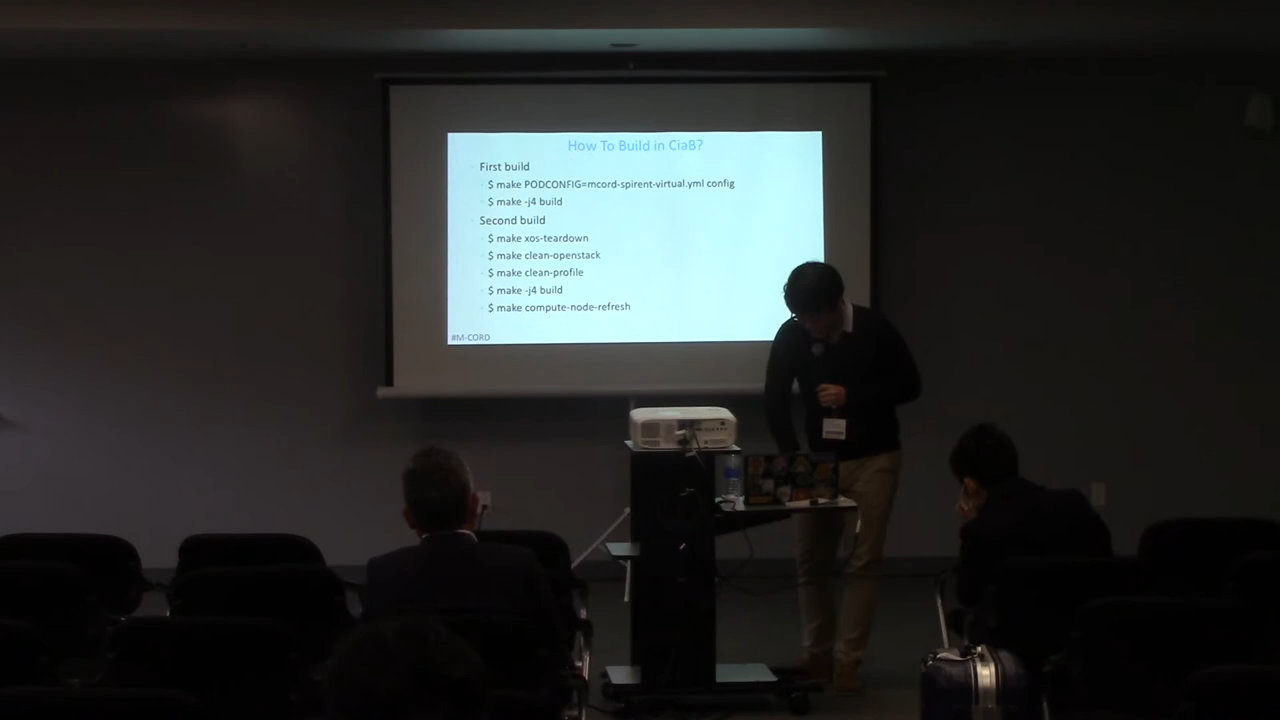 How To Build in CiaB?
First build
$ make PODCONFIG=mcord-spirent-virtual.yml config
$ make -j4 build
Second build
$ make xos-teardown
$ make clean-openstack
$ make clean-profile
$ make -j4 build
$ make compute-node-refresh
#M-CORD